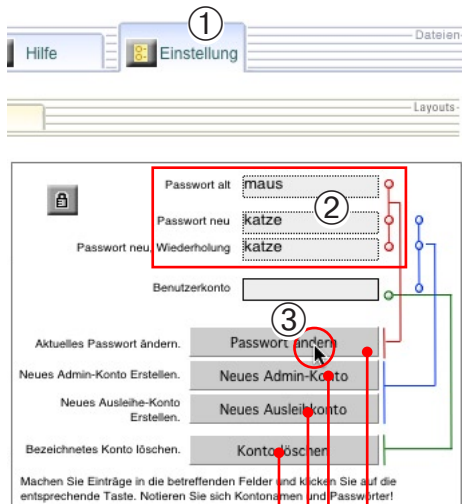 ①
Dateien
Hilfe
Einstellung
Layouts
Passwort alt maus
②
Passwort neu katze
Passwort neu, Wiederholung katze
Benutzerkonto
③
Aktuelles Passwort ändern. Passwort ändern
Neues Admin-Konto Erstellen. Neues Admin-Konto
Neues Ausleihe-Konto
Erstellen. Neues Ausleihkonto
Bezeichnetes Konto löschen. Konto löschen
Machen Sie Einträge in die betreffenden Felder und klicken Sie auf die
entsprechende Taste. Notieren Sie sich Kontonamen und Passwörter!